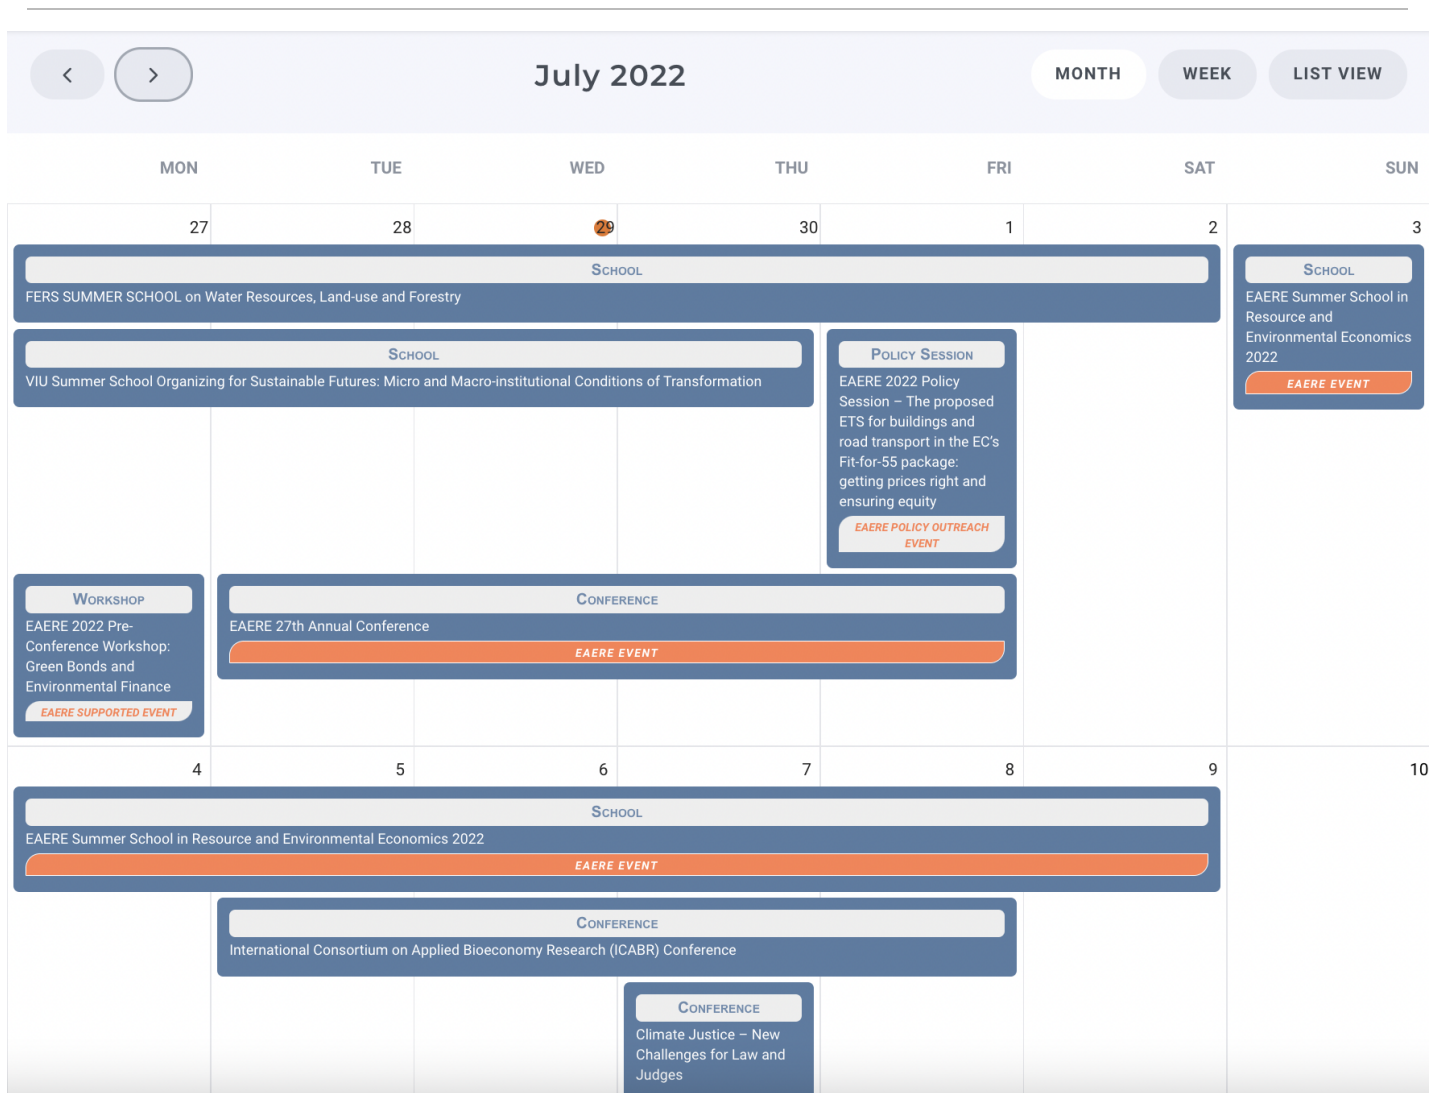 July 2022
MONTH
WEEK
LIST VIEW
MON
TUE
WED
THU
FRI
SAT
SUN
27
28
29
30
1
2
3
School
FERS SUMMER SCHOOL on Water Resources, Land-use and Forestry
School
EAERE Summer School in
Resource and
Environmental Economics
2022
EAERE EVENT
School
VIU Summer School Organizing for Sustainable Futures: Micro and Macro-institutional Conditions of Transformation
Policy Session
EAERE 2022 Policy
Session – The proposed
ETS for buildings and
road transport in the EC's
Fit-for-55 package:
getting prices right and
ensuring equity
EAERE POLICY OUTREACH
EVENT
Workshop
EAERE 2022 Pre-
Conference Workshop:
Green Bonds and
Environmental Finance
EAERE SUPPORTED EVENT
Conference
EAERE 27th Annual Conference
EAERE EVENT
4
5
6
7
8
9
10
School
EAERE Summer School in Resource and Environmental Economics 2022
EAERE EVENT
Conference
International Consortium on Applied Bioeconomy Research (ICABR) Conference
Conference
Climate Justice – New
Challenges for Law and
Judges